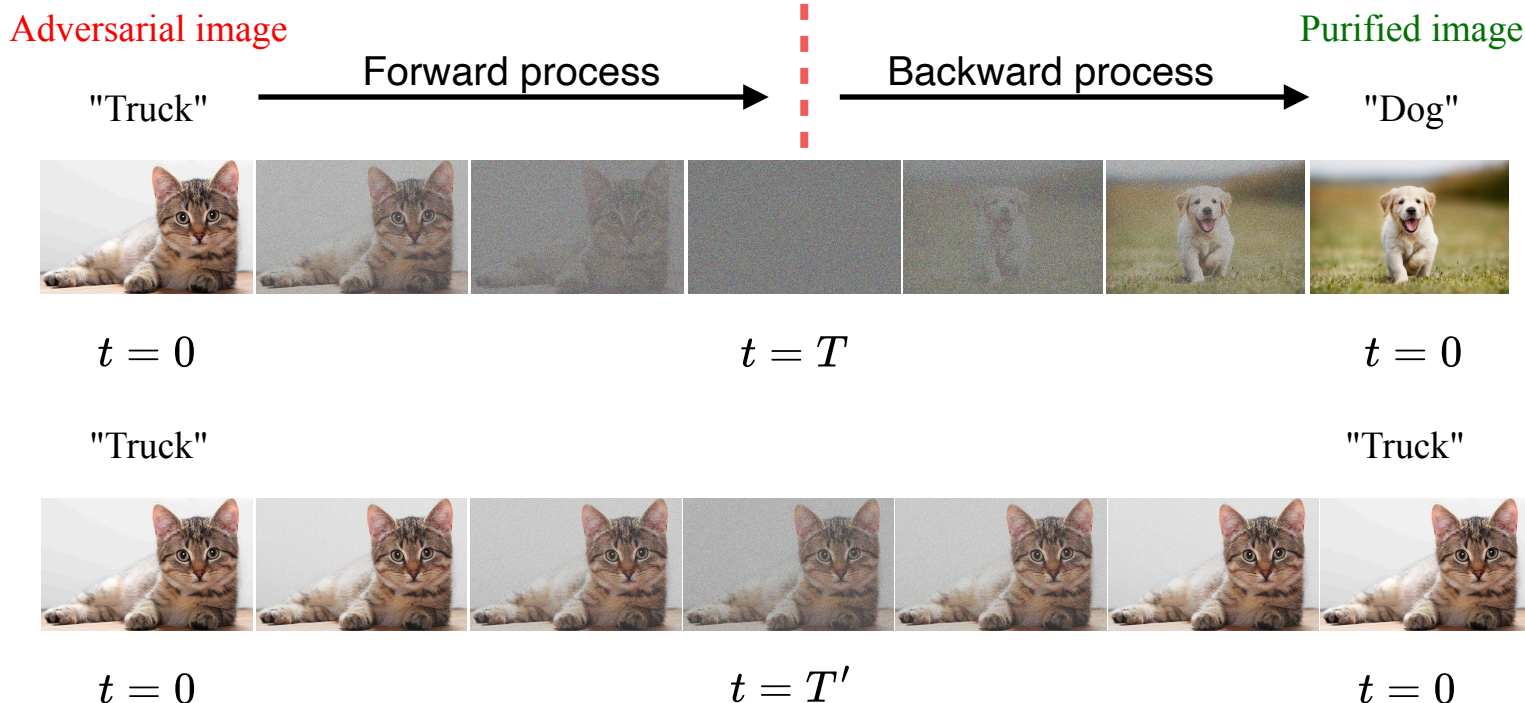 Adversarial image
Purified image
Forward process
Backward process
"Truck"
"Dog"
t = 0
t = T
t = 0
"Truck"
"Truck"
t = 0
t = T′
t = 0